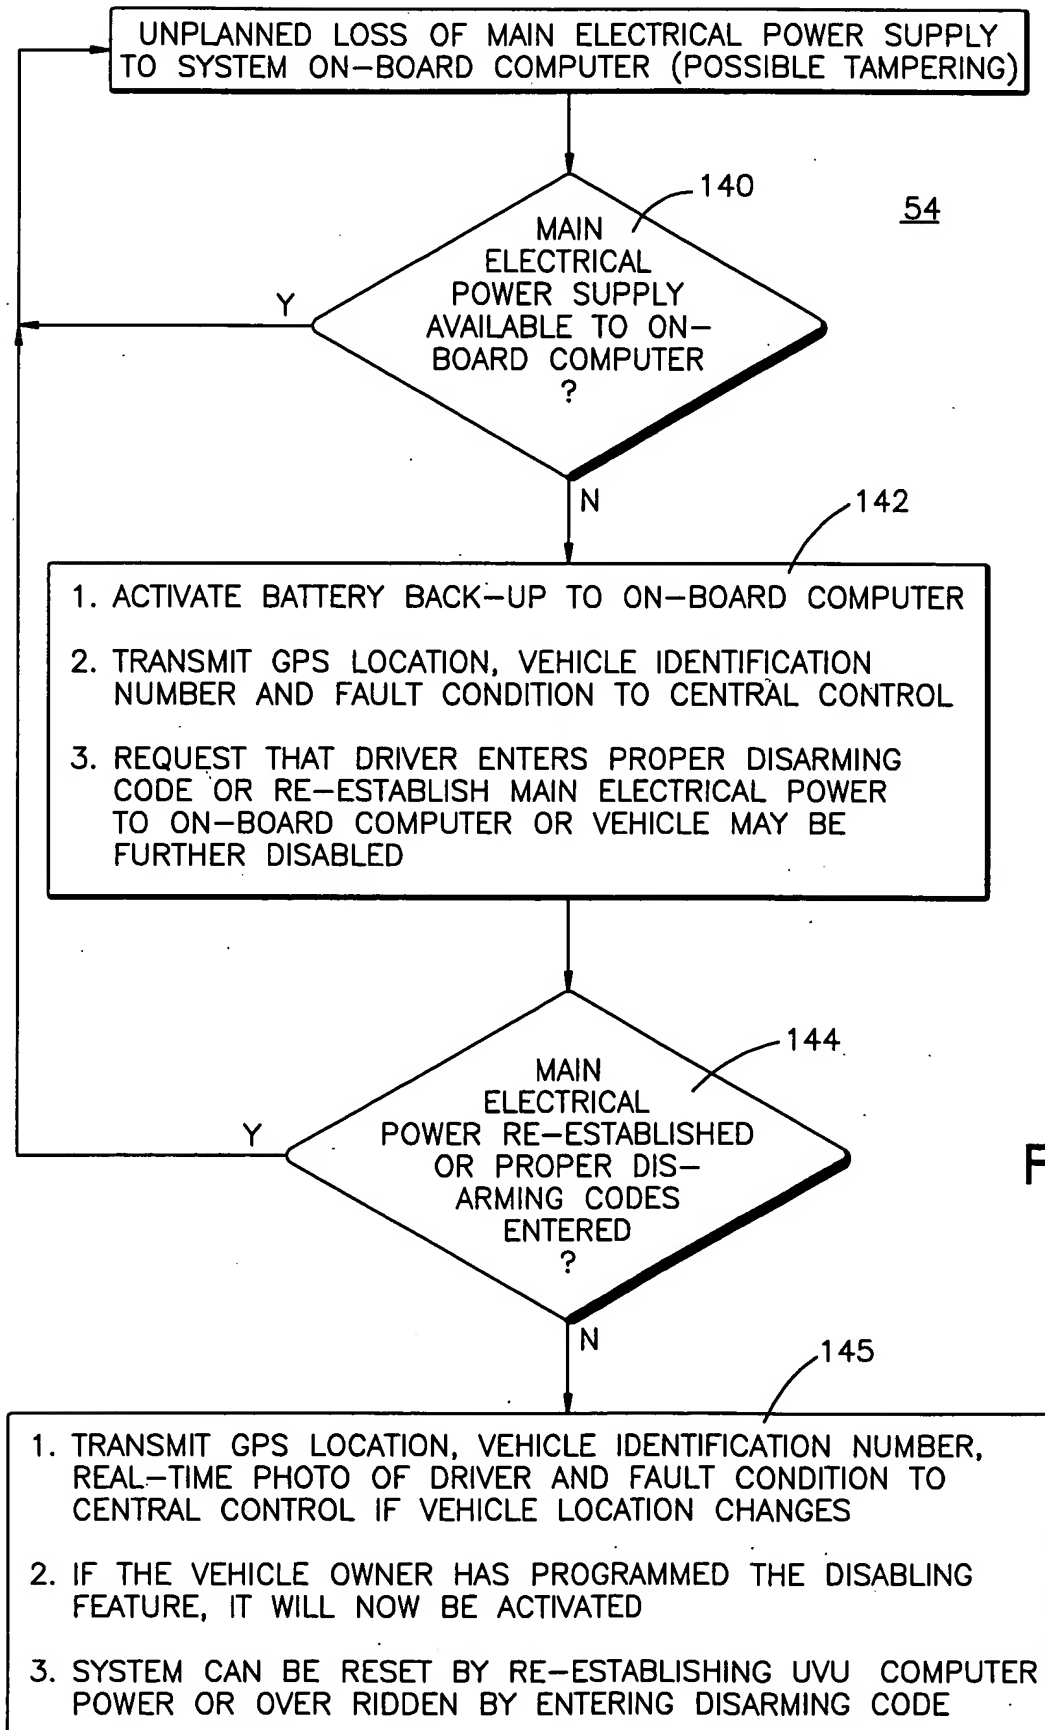 UNPLANNED LOSS OF MAIN ELECTRICAL POWER SUPPLY
TO SYSTEM ON-BOARD COMPUTER (POSSIBLE TAMPERING)
140
54
MAIN
ELECTRICAL
POWER SUPPLY
AVAILABLE TO ON-
BOARD COMPUTER
?
Y
N
142
1. ACTIVATE BATTERY BACK-UP TO ON-BOARD COMPUTER
2. TRANSMIT GPS LOCATION, VEHICLE IDENTIFICATION
NUMBER AND FAULT CONDITION TO CENTRAL CONTROL
3. REQUEST THAT DRIVER ENTERS PROPER DISARMING
CODE OR RE-ESTABLISH MAIN ELECTRICAL POWER
TO ON-BOARD COMPUTER OR VEHICLE MAY BE
FURTHER DISABLED
144
MAIN
ELECTRICAL
POWER RE-ESTABLISHED
OR PROPER DIS-
ARMING CODES
ENTERED
?
Y
F
N
145
1. TRANSMIT GPS LOCATION, VEHICLE IDENTIFICATION NUMBER,
REAL-TIME PHOTO OF DRIVER AND FAULT CONDITION TO
CENTRAL CONTROL IF VEHICLE LOCATION CHANGES
2. IF THE VEHICLE OWNER HAS PROGRAMMED THE DISABLING
FEATURE, IT WILL NOW BE ACTIVATED
3. SYSTEM CAN BE RESET BY RE-ESTABLISHING UVU COMPUTER
POWER OR OVER RIDDEN BY ENTERING DISARMING CODE